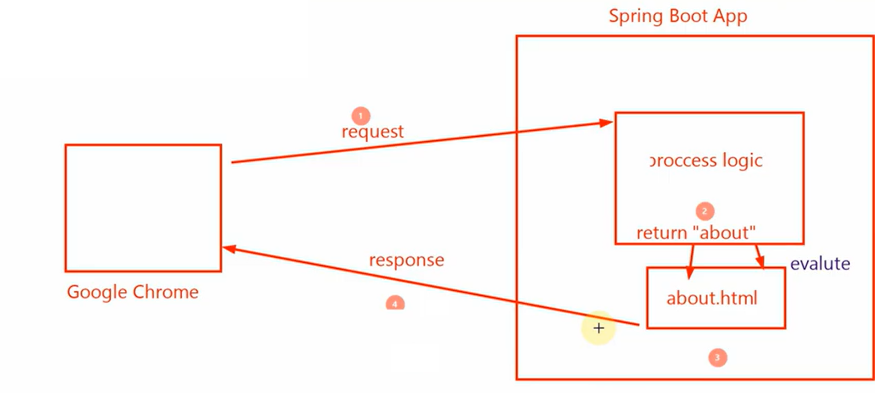 Spring Boot App
1
request
proccess logic
2
return "about"
evalute
response
about.html
Google Chrome
4
3